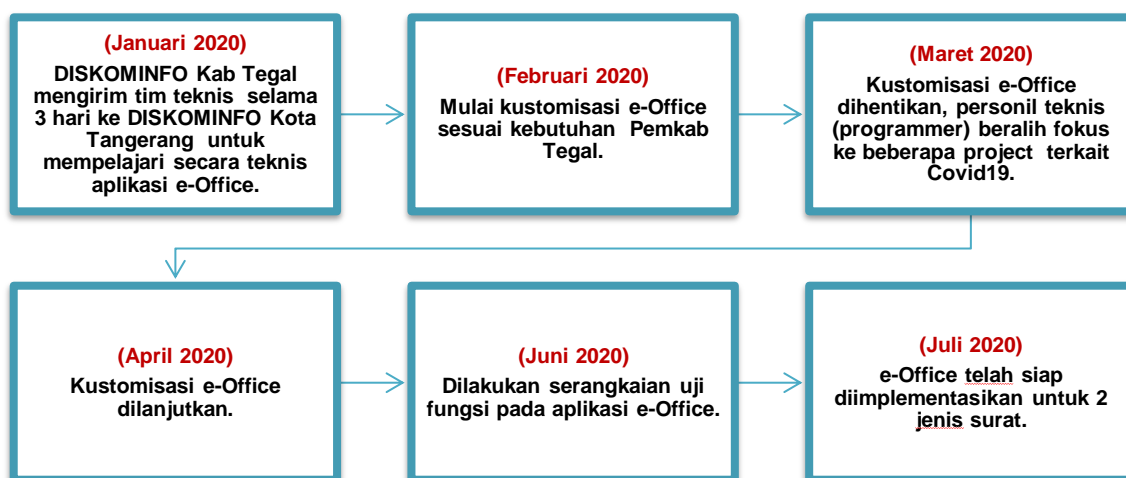 (Januari 2020)
DISKOMINFO Kab Tegal
mengirim tim teknis selama
3 hari ke DISKOMINFO Kota
Tangerang untuk
mempelajari secara teknis
aplikasi e-Office.
(Februari 2020)
Mulai kustomisasi e-Office
sesuai kebutuhan Pemkab
Tegal.
(Maret 2020)
Kustomisasi e-Office
dihentikan, personil teknis
(programmer) beralih fokus
ke beberapa project terkait
Covid19.
(April 2020)
Kustomisasi e-Office
dilanjutkan.
(Juni 2020)
Dilakukan serangkaian uji
fungsi pada aplikasi e-Office.
(Juli 2020)
e-Office telah siap
diimplementasikan untuk 2
jenis surat.